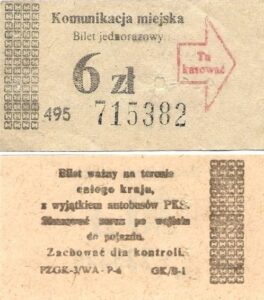 Komunikacja miejska
Bilet jednorazowy
6 zł
Tu
kasować
495 715382
Bilet ważny na terenie
całego kraju,
z wyjątkiem autobusów PKS.
Skasować zaraz po wejściu
do pojazdu.
Zachować dla kontroli.
PZGK-3/WA-P-6 GK/B-1